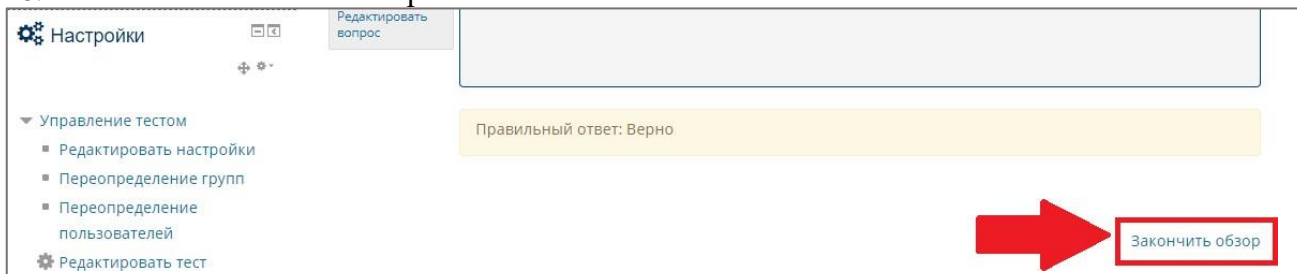 Настройки
Редактировать
вопрос
Управление тестом
Редактировать настройки
Переопределение групп
Переопределение
пользователей
Редактировать тест
Правильный ответ: Верно
Закончить обзор